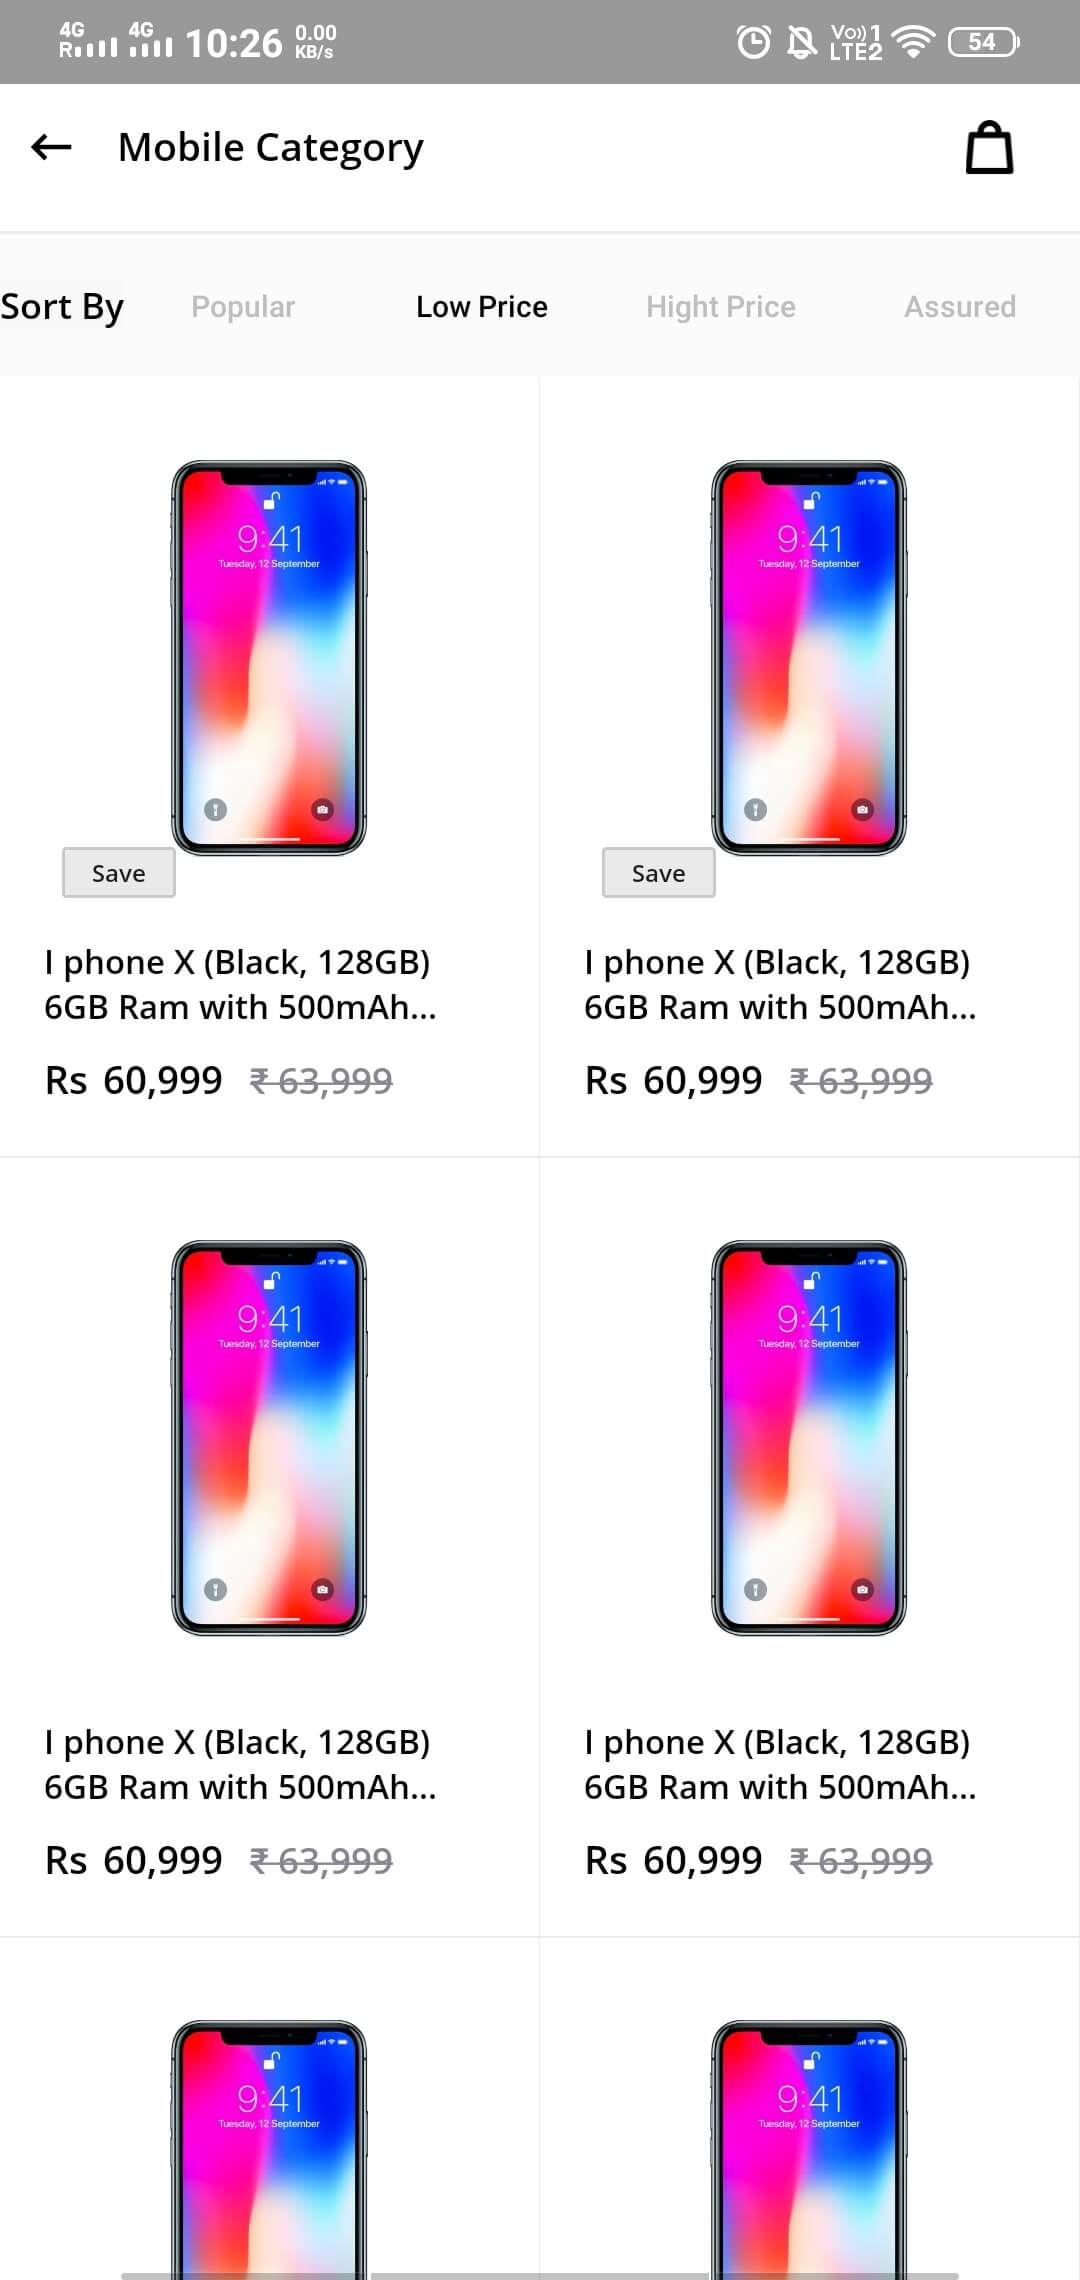 4G 4G 10:26 0.00 KB/s Vo)) 1 LTE2 54
R
Mobile Category
Sort By Popular Low Price Hight Price Assured
9:41 9:41
Tuesday, 12 September Tuesday, 12 September
Save Save
I phone X (Black, 128GB) I phone X (Black, 128GB)
6GB Ram with 500mAh... 6GB Ram with 500mAh...
Rs 60,999 ₹ 63,999 Rs 60,999 ₹ 63,999
9:41 9:41
Tuesday, 12 September Tuesday, 12 September
I phone X (Black, 128GB) I phone X (Black, 128GB)
6GB Ram with 500mAh... 6GB Ram with 500mAh...
Rs 60,999 ₹ 63,999 Rs 60,999 ₹ 63,999
9:41 9:41
Tuesday, 12 September Tuesday, 12 September